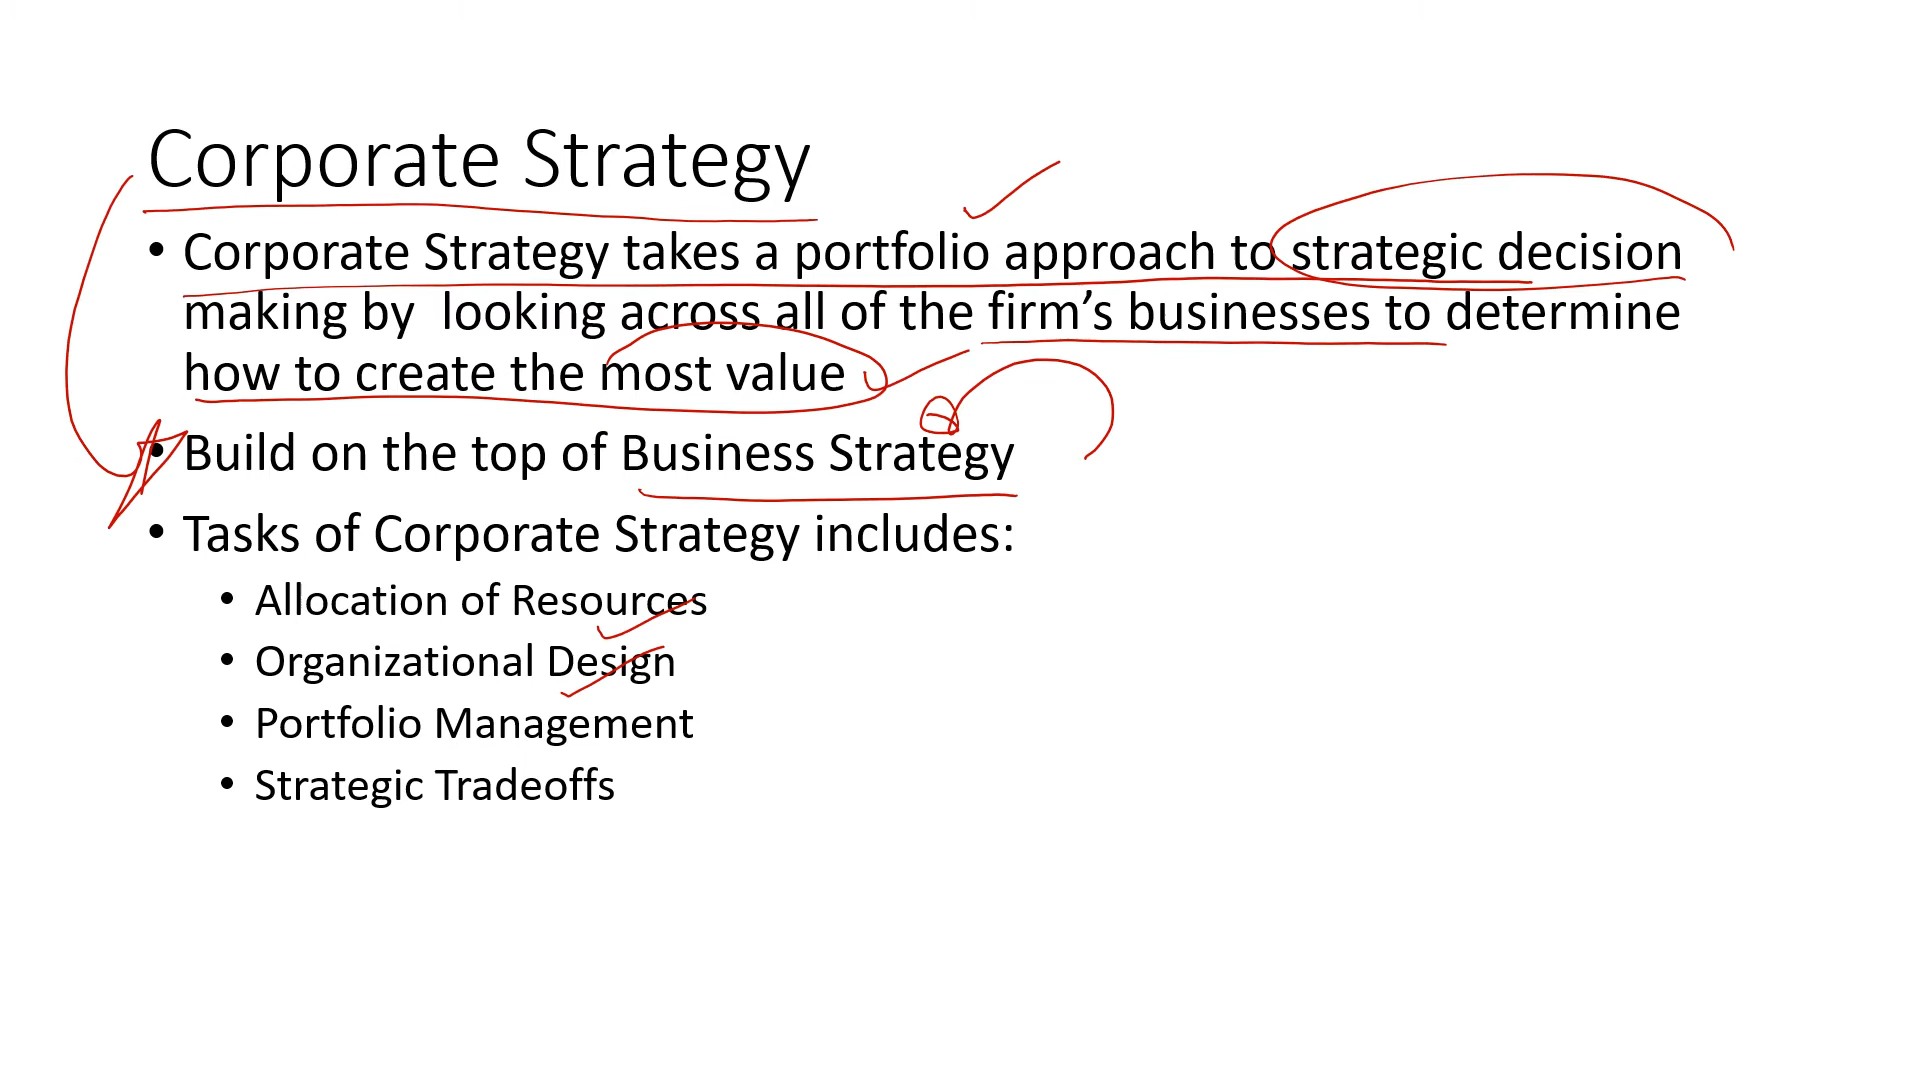 Corporate Strategy
• Corporate Strategy takes a portfolio approach to strategic decision
making by  looking across all of the firm’s businesses to determine
how to create the most value
• Build on the top of Business Strategy
• Tasks of Corporate Strategy includes:
• Allocation of Resources
• Organizational Design
• Portfolio Management
• Strategic Tradeoffs